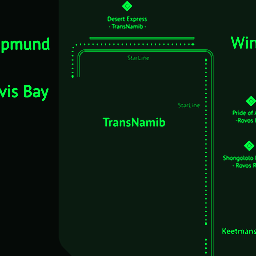 Desert Express
- TransNamib -
pmund
Win
StarLine
vis Bay
StarLine
TransNamib
Pride of A
-Rovos
Shongololo
- Rovos R
Keetmans